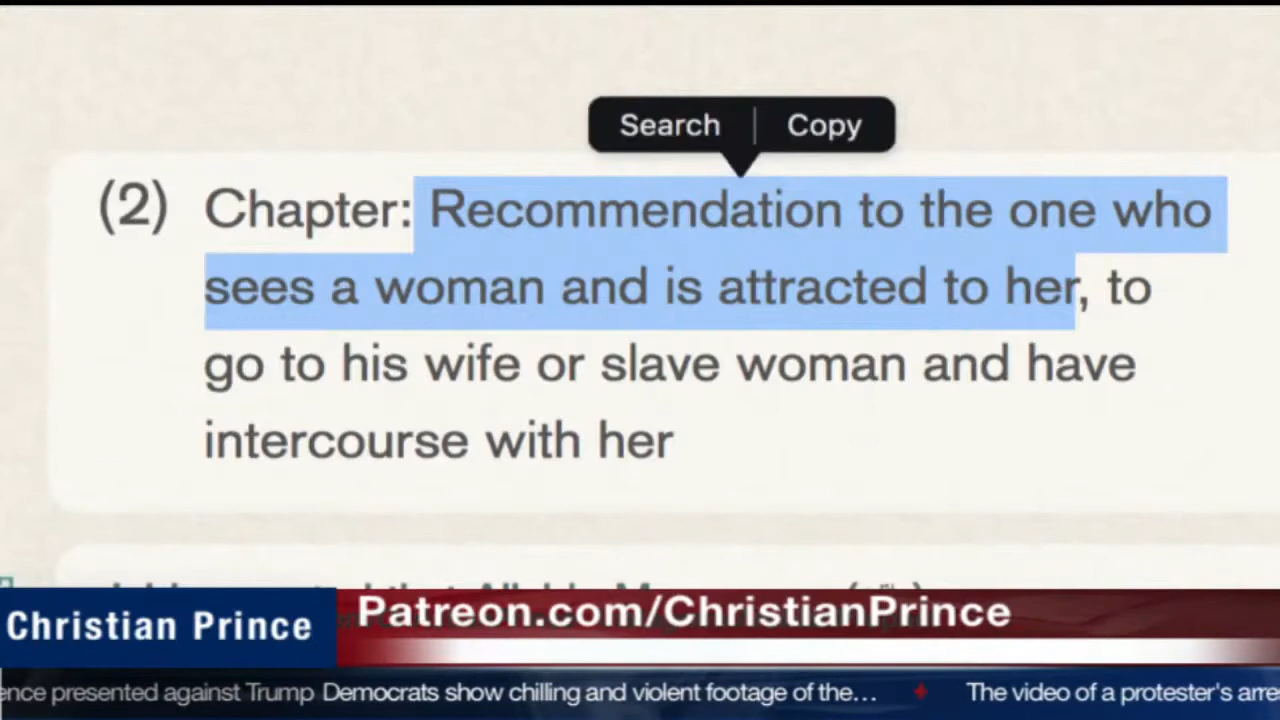 Search | Copy
(2) Chapter: Recommendation to the one who
sees a woman and is attracted to her, to
go to his wife or slave woman and have
intercourse with her
Christian Prince
Patreon.com/ChristianPrince
ence presented against Trump Democrats show chilling and violent footage of the... The video of a protester's arre